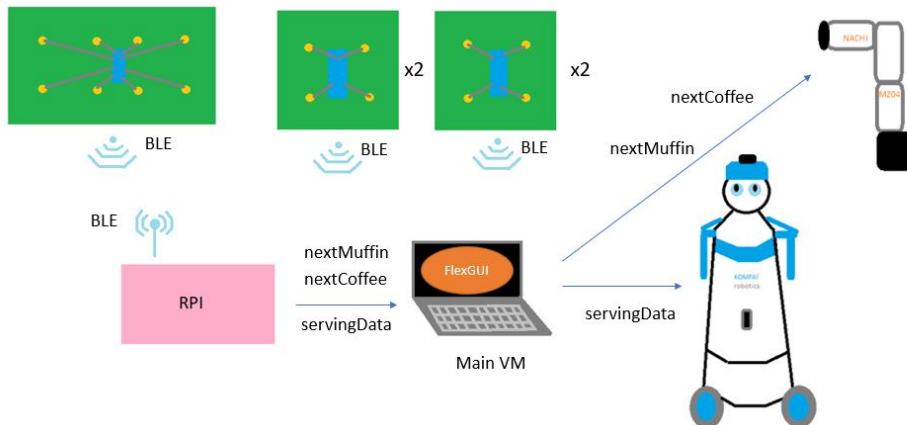 x2
x2
BLE
BLE
BLE
BLE
NACHI
MZ04
nextCoffee
nextMuffin
nextMuffin
nextCoffee
servingData
RPI
FlexGUI
Main VM
servingData
KOMPAÏ
robotics